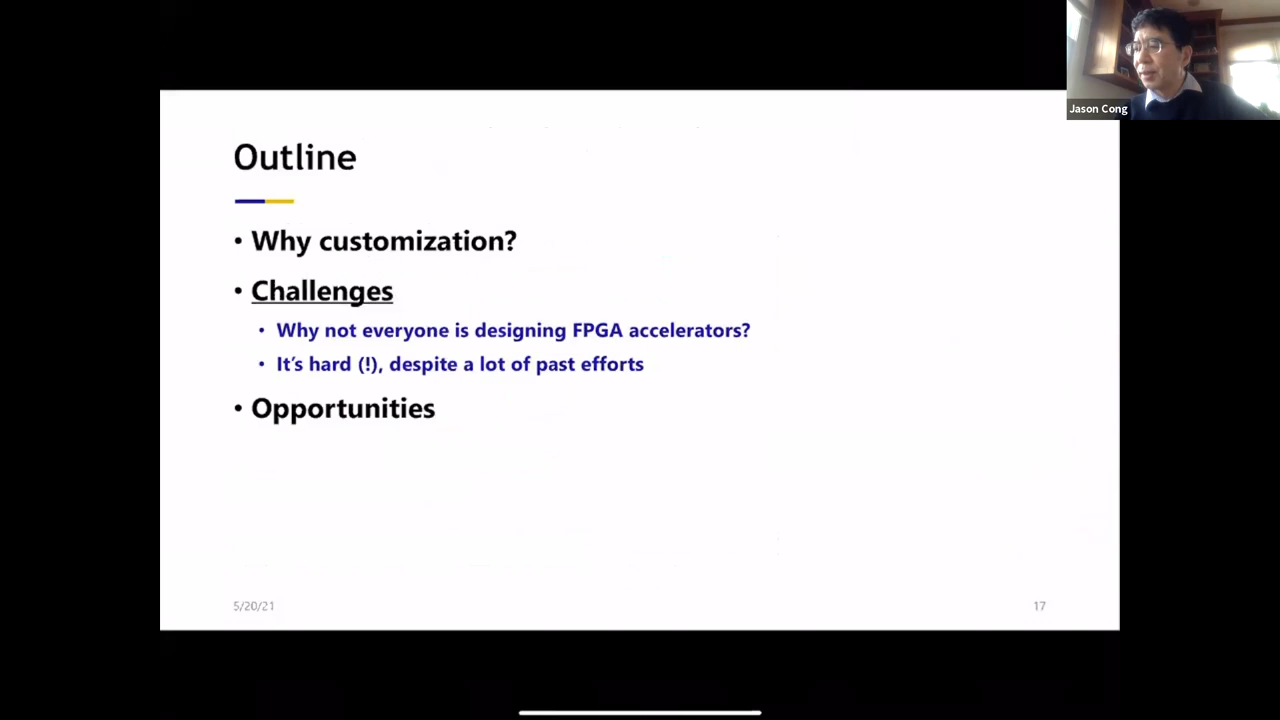 Jason Cong
Outline
• Why customization?
• Challenges
• Why not everyone is designing FPGA accelerators?
• It's hard (!), despite a lot of past efforts
• Opportunities
5/20/21
17